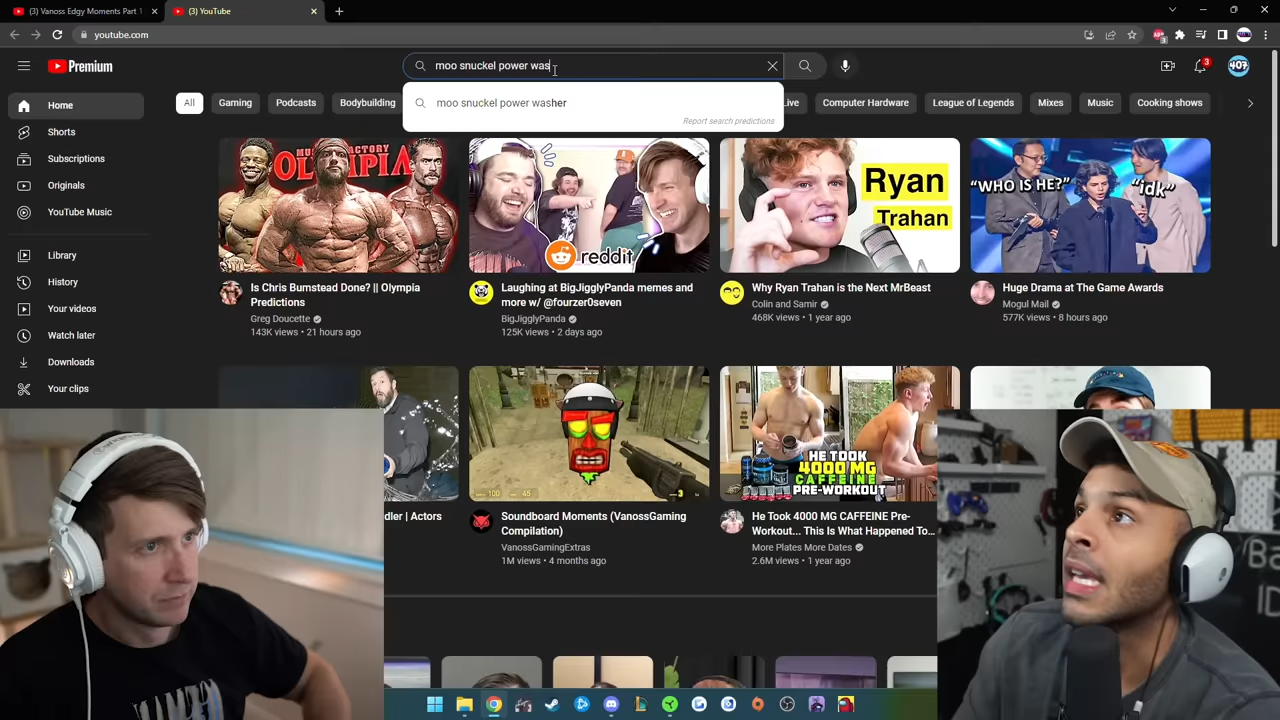 (3) Vanoss Edgy Moments Part 1
(3) YouTube
youtube.com
3
Premium
moo snuckel power was
3
407
moo snuckel power washer
Report search predictions
Home
Shorts
Subscriptions
Originals
YouTube Music
Library
History
Your videos
Watch later
Downloads
Your clips
All
Gaming
Podcasts
Bodybuilding
Live
Computer Hardware
League of Legends
Mixes
Music
Cooking shows
OLYMPIA
reddit
Ryan
Trahan
"WHO IS HE?"
"idk"
Is Chris Bumstead Done? || Olympia
Predictions
Greg Doucette
143K views • 21 hours ago
Laughing at BigJigglyPanda memes and
more w/ @fourzer0seven
BigJigglyPanda
125K views • 2 days ago
Why Ryan Trahan is the Next MrBeast
Colin and Samir
468K views • 1 year ago
Huge Drama at The Game Awards
Mogul Mail
577K views • 8 hours ago
100
45
3
HE TOOK
4000 MG
CAFFEINE
PRE-WORKOUT
dler | Actors
Soundboard Moments (VanossGaming
Compilation)
VanossGamingExtras
1M views • 4 months ago
He Took 4000 MG CAFFEINE Pre-
Workout... This Is What Happened To...
More Plates More Dates
2.6M views • 1 year ago